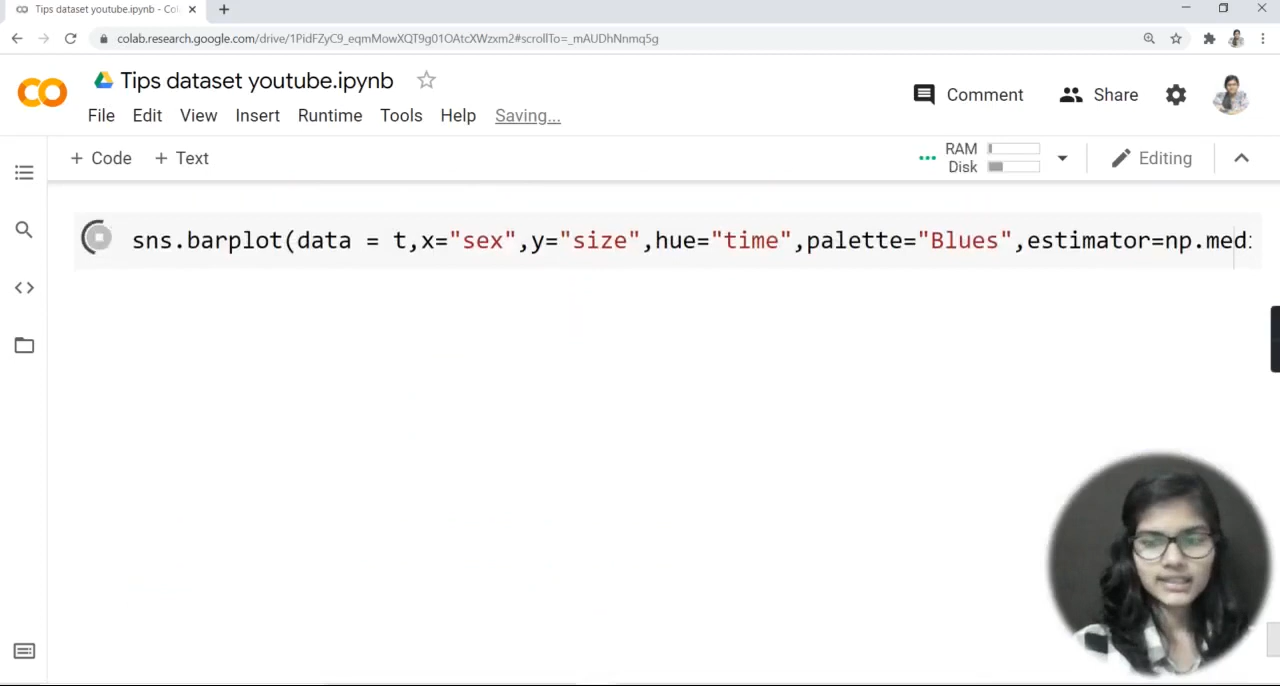 Tips dataset youtube.ipynb - Col
colab.research.google.com/drive/1PidFZyC9_eqmMowXQT9g01OAtcXWzxm2#scrollTo=_mAUDhNnmq5g
Tips dataset youtube.ipynb
Comment Share
File Edit View Insert Runtime Tools Help Saving...
+ Code + Text
RAM
Disk
Editing
sns.barplot(data = t,x="sex",y="size",hue="time",palette="Blues",estimator=np.med